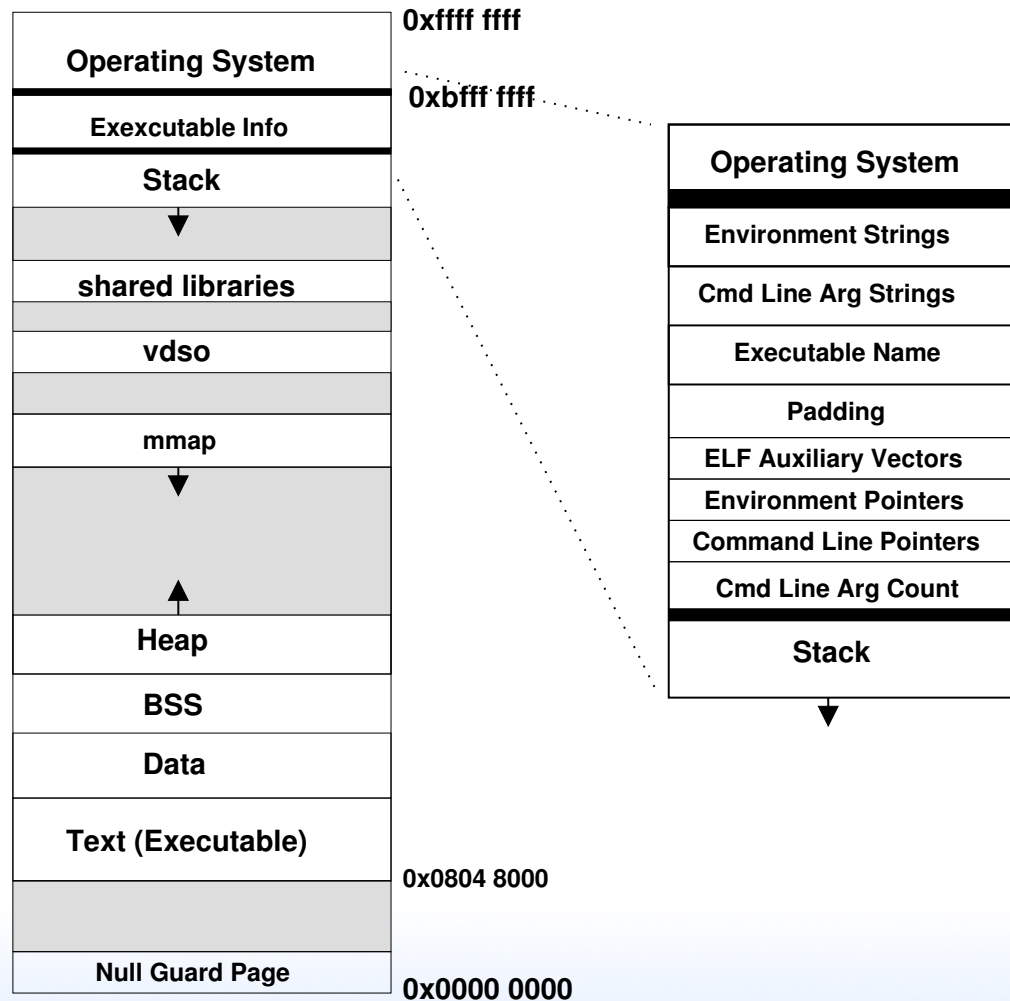 0xffff ffff
Operating System
0xbfff ffff
Exexcutable Info
Stack
shared libraries
vdso
mmap
Heap
BSS
Data
Text (Executable)
0x0804 8000
Null Guard Page
0x0000 0000
Operating System
Environment Strings
Cmd Line Arg Strings
Executable Name
Padding
ELF Auxiliary Vectors
Environment Pointers
Command Line Pointers
Cmd Line Arg Count
Stack